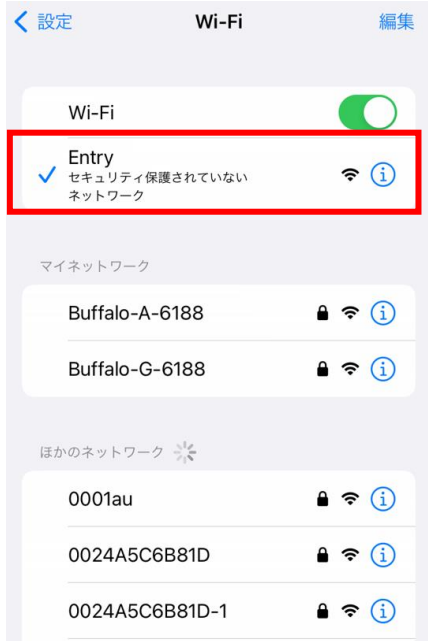 設定
Wi-Fi
編集
Wi-Fi
Entry
セキュリティ保護されていない
ネットワーク
マイネットワーク
Buffalo-A-6188
Buffalo-G-6188
ほかのネットワーク
0001au
0024A5C6B81D
0024A5C6B81D-1